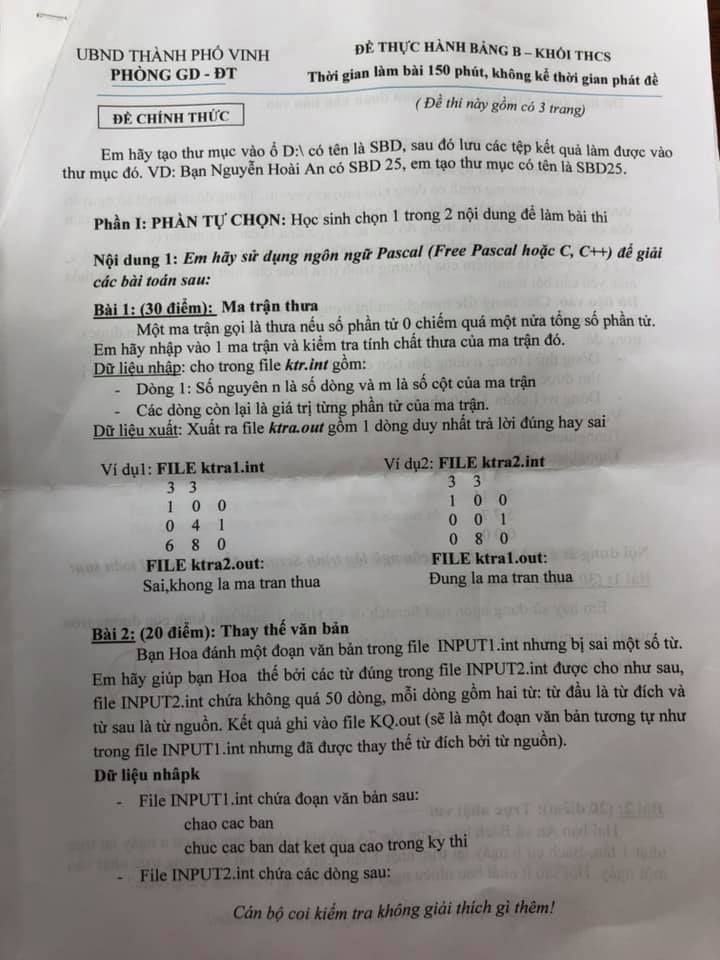 UBND THÀNH PHỐ VINH
PHÒNG GD - ĐT
ĐỀ THỰC HÀNH BẢNG B – KHỐI THCS
Thời gian làm bài 150 phút, không kể thời gian phát đề
ĐỀ CHÍNH THỨC
( Đề thi này gồm có 3 trang)
Em hãy tạo thư mục vào ổ D:\ có tên là SBD, sau đó lưu các tệp kết quả làm được vào
thư mục đó. VD: Bạn Nguyễn Hoài An có SBD 25, em tạo thư mục có tên là SBD25.
Phần I: PHẦN TỰ CHỌN: Học sinh chọn 1 trong 2 nội dung để làm bài thi
Nội dung 1: Em hãy sử dụng ngôn ngữ Pascal (Free Pascal hoặc C, C++) để giải
các bài toán sau:
Bài 1: (30 điểm): Ma trận thưa
Một ma trận gọi là thưa nếu số phần tử 0 chiếm quá một nửa tổng số phần tử.
Em hãy nhập vào 1 ma trận và kiểm tra tính chất thưa của ma trận đó.
Dữ liệu nhập: cho trong file ktr.int gồm:
- Dòng 1: Số nguyên n là số dòng và m là số cột của ma trận
- Các dòng còn lại là giá trị từng phần tử của ma trận.
Dữ liệu xuất: Xuất ra file ktra.out gồm 1 dòng duy nhất trả lời đúng hay sai
Ví dụ1: FILE ktra1.int
3 3
1 0 0
0 4 1
6 8 0
FILE ktra2.out:
Sai,khong la ma tran thua
Ví dụ2: FILE ktra2.int
3 3
1 0 0
0 0 1
0 8 0
FILE ktra1.out:
Đung la ma tran thua
Bài 2: (20 điểm): Thay thế văn bản
Bạn Hoa đánh một đoạn văn bản trong file INPUT1.int nhưng bị sai một số từ.
Em hãy giúp bạn Hoa thế bởi các từ đúng trong file INPUT2.int được cho như sau,
file INPUT2.int chứa không quá 50 dòng, mỗi dòng gồm hai từ: từ đầu là từ đích và
từ sau là từ nguồn. Kết quả ghi vào file KQ.out (sẽ là một đoạn văn bản tương tự như
trong file INPUT1.int nhưng đã được thay thế từ đích bởi từ nguồn).
Dữ liệu nhâpk
- File INPUT1.int chứa đoạn văn bản sau:
chao cac ban
chuc cac ban dat ket qua cao trong ky thi
- File INPUT2.int chứa các dòng sau:
Cán bộ coi kiểm tra không giải thích gì thêm!